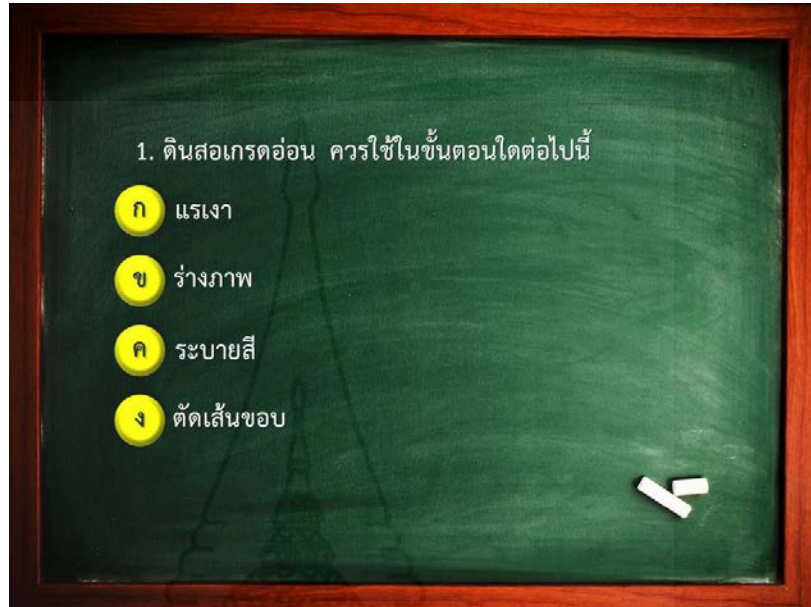 1. ดินสอเกรดอ่อน ควรใช้ในขั้นตอนใดต่อไปนี้
ก แรเงา
ข ร่างภาพ
ค ระบายสี
ง ตัดเส้นขอบ